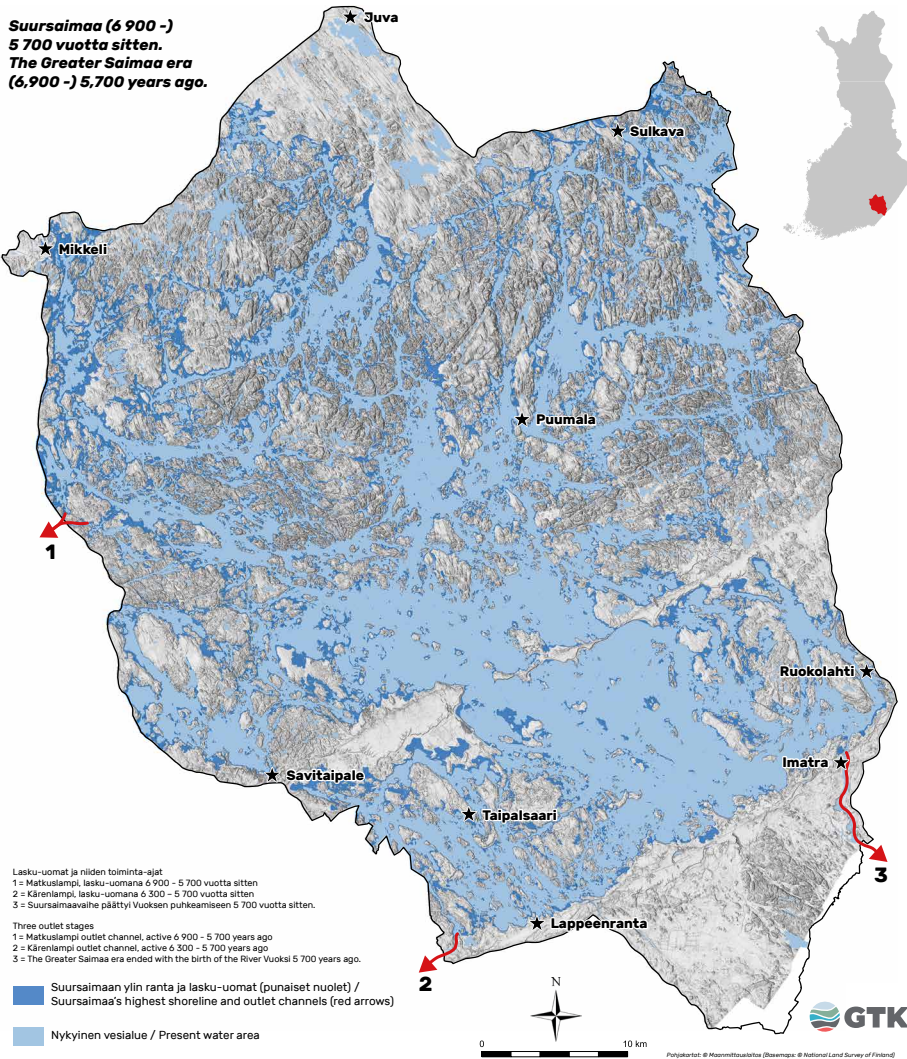 Suursaimaa (6 900 -)
5 700 vuotta sitten.
The Greater Saimaa era
(6,900 -) 5,700 years ago.
Juva
Sulkava
Mikkeli
Puumala
1
Ruokolahti
Imatra
Savitaipale
Taipalsaari
3
Lappeenranta
2
Lasku-uomat ja niiden toiminta-ajat
1 = Matkuslampi, lasku-uomana 6 900 - 5 700 vuotta sitten
2 = Kärenlampi, lasku-uomana 6 300 - 5 700 vuotta sitten
3 = Suursaimaavaihe päättyi Vuoksen puhkeamiseen 5 700 vuotta sitten.
Three outlet stages
1 = Matkuslampi outlet channel, active 6 900 - 5 700 years ago
2 = Kärenlampi outlet channel, active 6 300 - 5 700 years ago
3 = The Greater Saimaa era ended with the birth of the River Vuoksi 5 700 years ago.
Suursaimaan ylin ranta ja lasku-uomat (punaiset nuolet) /
Suursaimaa's highest shoreline and outlet channels (red arrows)
Nykyinen vesialue / Present water area
N
0 10 km
GTK
Pohjakartat: © Maanmittauslaitos (Basemaps: © National Land Survey of Finland)